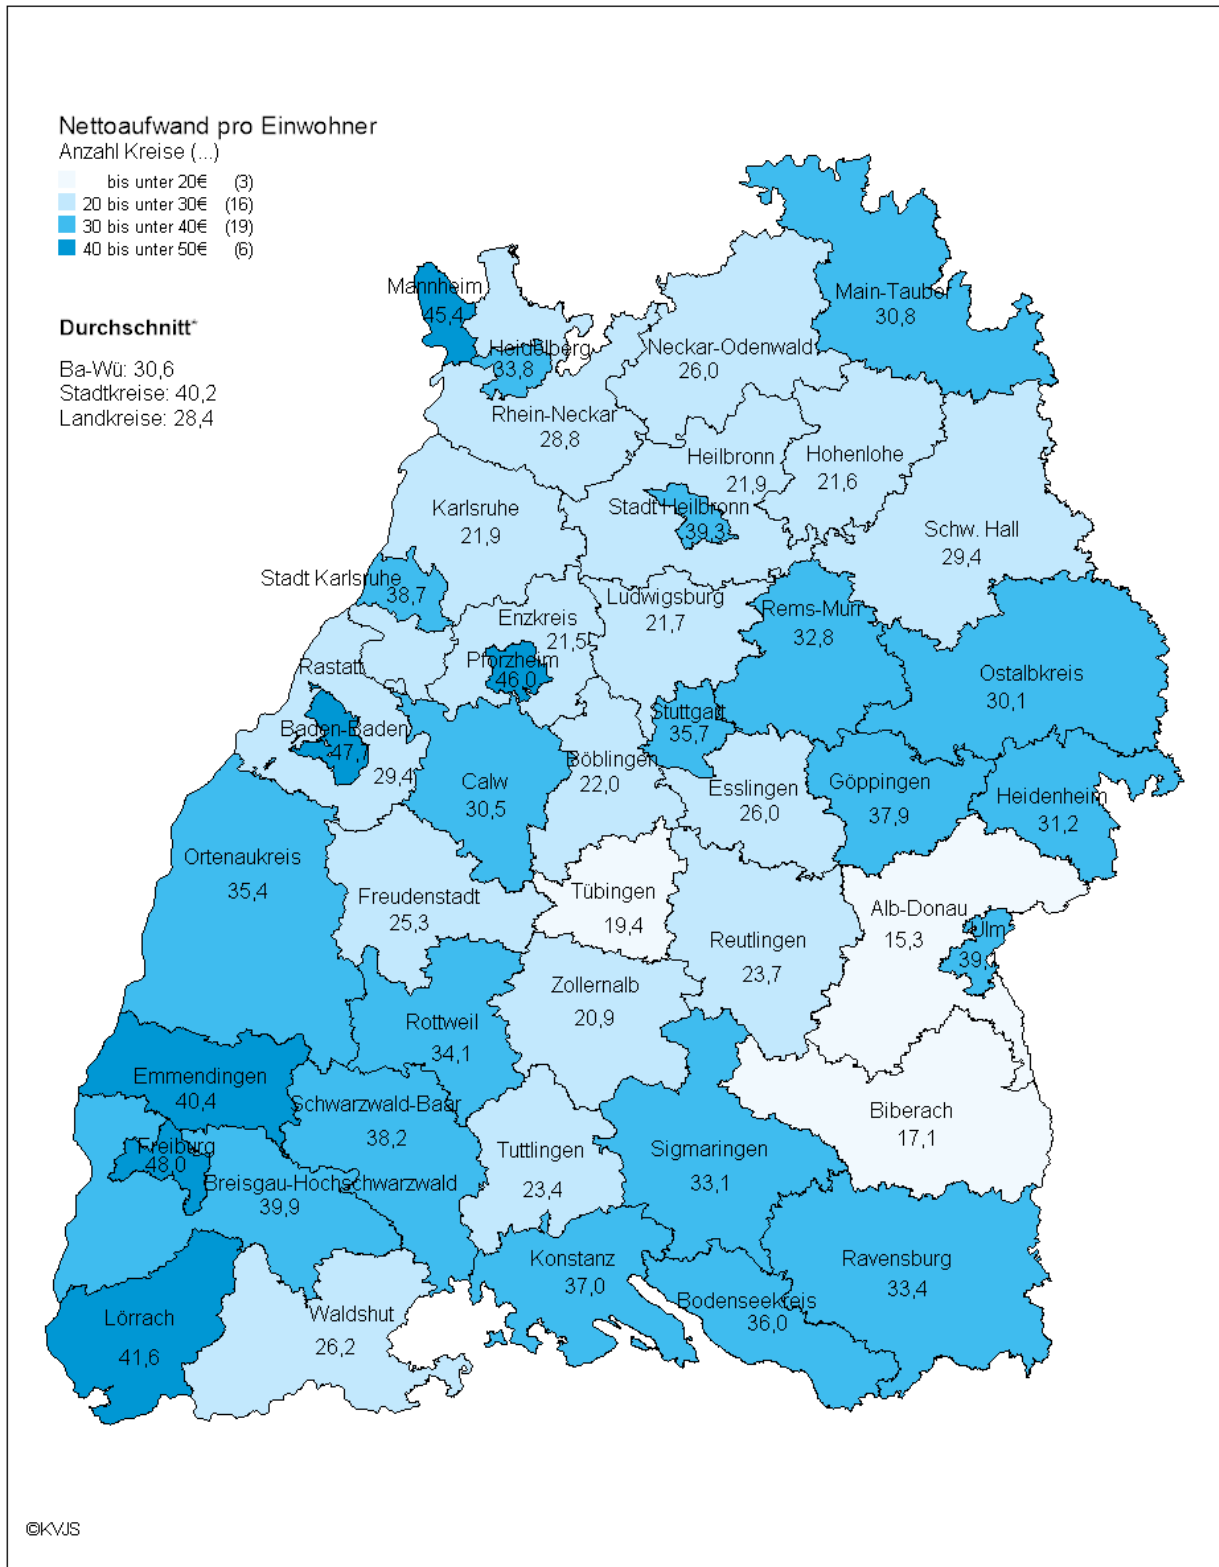 Nettoaufwand pro Einwohner
Anzahl Kreise (...)
bis unter 20€ (3)
20 bis unter 30€ (16)
30 bis unter 40€ (19)
40 bis unter 50€ (6)
Durchschnitt*
Ba-Wü: 30,6
Stadtkreise: 40,2
Landkreise: 28,4
Mannheim
45,4
Heidelberg
33,8
Main-Tauber
30,8
Neckar-Odenwald
26,0
Rhein-Neckar
28,8
Heilbronn
21,9
Hohenlohe
21,6
Karlsruhe
21,9
Stadt Heilbronn
39,3
Schw. Hall
29,4
Stadt Karlsruhe
38,7
Enzkreis
21,5
Ludwigsburg
21,7
Rems-Murr
32,8
Pforzheim
46,0
Rastatt
29,4
Ostalbkreis
30,1
Baden-Baden
Stuttgart
35,7
Calw
30,5
Böblingen
22,0
Esslingen
26,0
Göppingen
37,9
Heidenheim
31,2
Ortenaukreis
35,4
Freudenstadt
25,3
Tübingen
19,4
Reutlingen
23,7
Alb-Donau
15,3
Ulm
Zollernalb
20,9
Rottweil
34,1
Emmendingen
40,4
Schwarzwald-Baar
38,2
Biberach
17,1
Freiburg
48,0
Tuttlingen
23,4
Sigmaringen
33,1
Breisgau-Hochschwarzwald
39,9
Konstanz
37,0
Ravensburg
33,4
Bodenseekreis
36,0
Lörrach
41,6
Waldshut
26,2
©KVJS